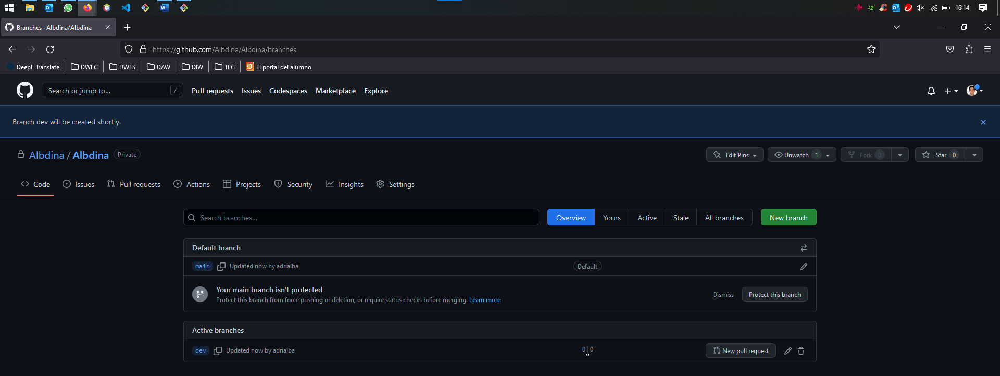 16:14
Branches · Albdina/Albdina
https://github.com/Albdina/Albdina/branches
DeepL Translate DWEC DWES DAW DIW TFG El portal del alumno
Search or jump to... / Pull requests Issues Codespaces Marketplace Explore
Branch dev will be created shortly.
Albdina / Albdina Private Edit Pins Unwatch 1 Fork 0 Star 0
Code Issues Pull requests Actions Projects Security Insights Settings
Search branches... Overview Yours Active Stale All branches New branch
Default branch
main Updated now by adrialba Default
Your main branch isn't protected
Protect this branch from force pushing or deletion, or require status checks before merging. Learn more Dismiss Protect this branch
Active branches
dev Updated now by adrialba 0 0 New pull request